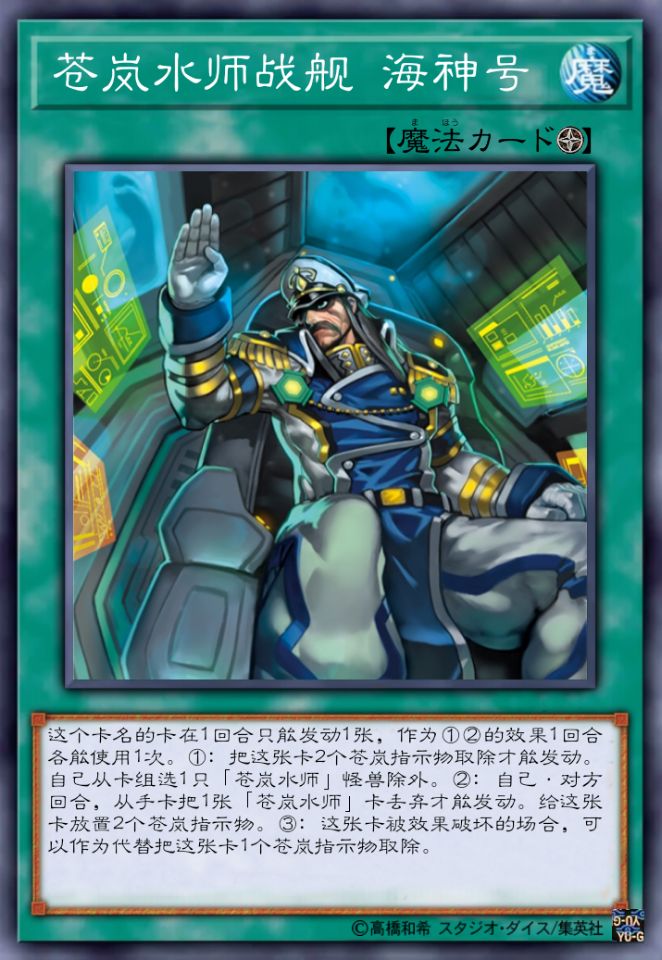 苍岚水师战舰 海神号
魔
【魔法カード】
まほう
这个卡名的卡在1回合只能发动1张，作为①②的效果1回合
各能使用1次。①：把这张卡2个苍岚指示物取除才能发动。
自己从卡组选1只「苍岚水师」怪兽除外。②：自己·对方
回合，从手卡把1张「苍岚水师」卡丢弃才能发动。给这张
卡放置2个苍岚指示物。③：这张卡被效果破坏的场合，可
以作为代替把这张卡1个苍岚指示物取除。
©高橋和希 スタジオ·ダイス/集英社
YU-G
YU-G